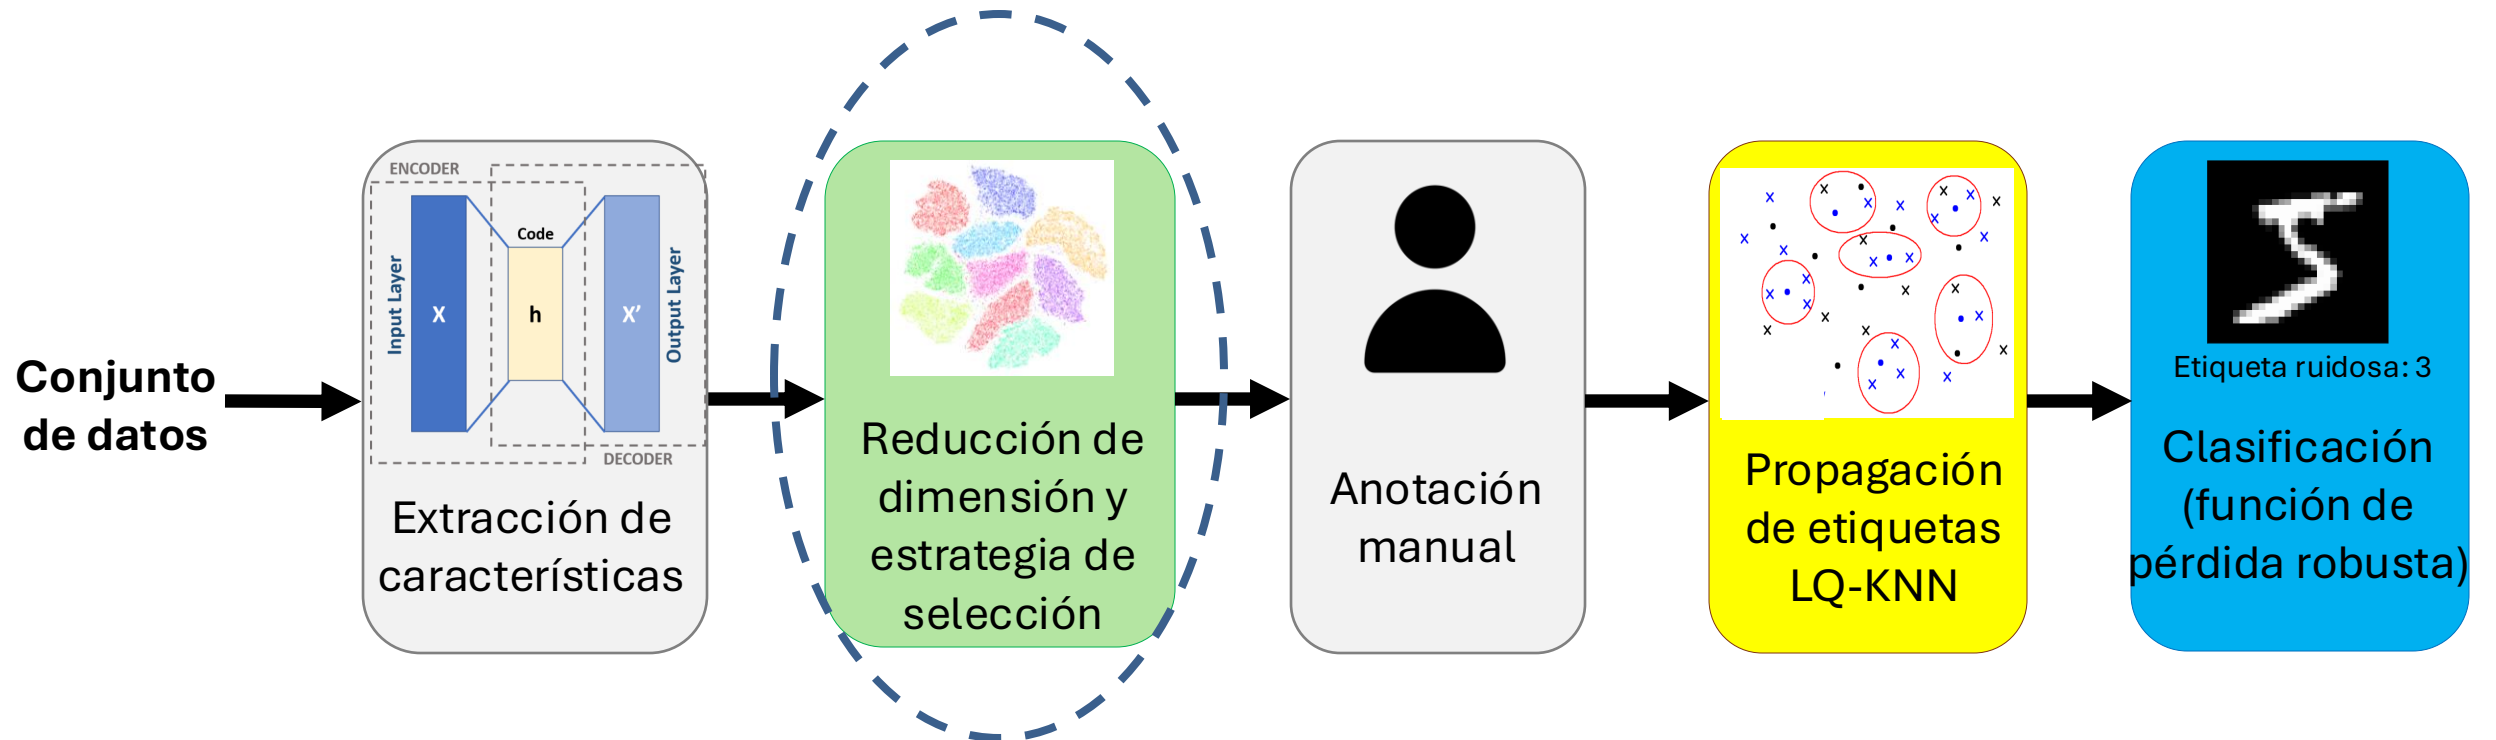 Conjunto
de datos
ENCODER
Input Layer
X
Code
h
X’
Output Layer
DECODER
Extracción de
características
Reducción de
dimensión y
estrategia de
selección
Anotación
manual
Propagación
de etiquetas
LQ-KNN
Etiqueta ruidosa: 3
Clasificación
(función de
pérdida robusta)